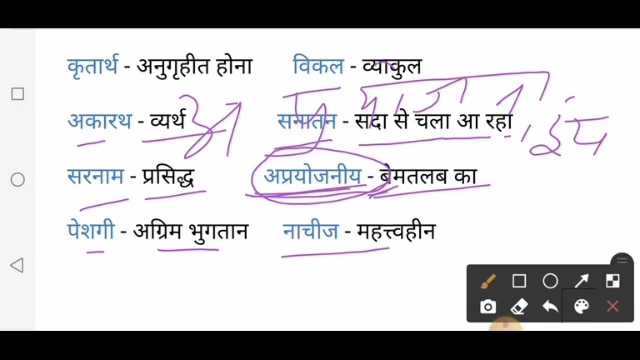 कृतार्थ - अनुगृहीत होना विकल - व्याकुल
अकारथ - व्यर्थ सनातन - सदा से चला आ रहा
सरनाम - प्रसिद्ध अप्रयोजनीय - बेमतलब का
पेशगी - अग्रिम भुगतान नाचीज - महत्त्वहीन